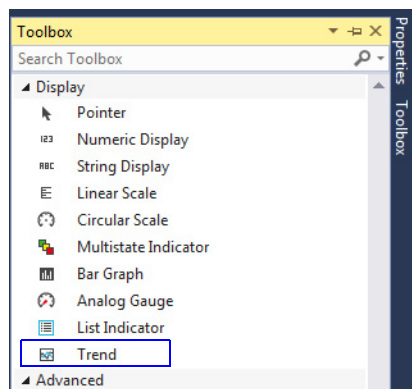 Toolbox
Search Toolbox
Display
Pointer
123 Numeric Display
ABC String Display
Linear Scale
Circular Scale
Multistate Indicator
Bar Graph
Analog Gauge
List Indicator
Trend
Advanced
Properties
Toolbox